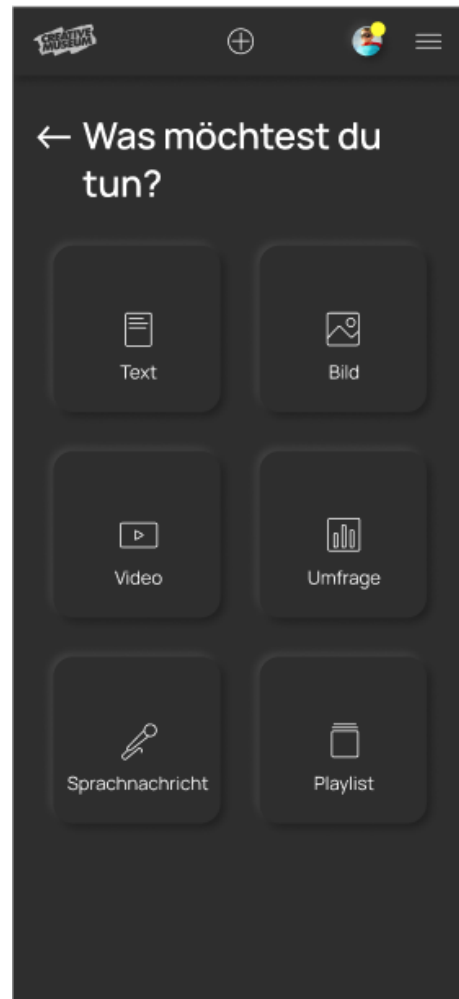 CREATIVE
MUSEUM
← Was möchtest du
tun?
Text
Bild
Video
Umfrage
Sprachnachricht
Playlist